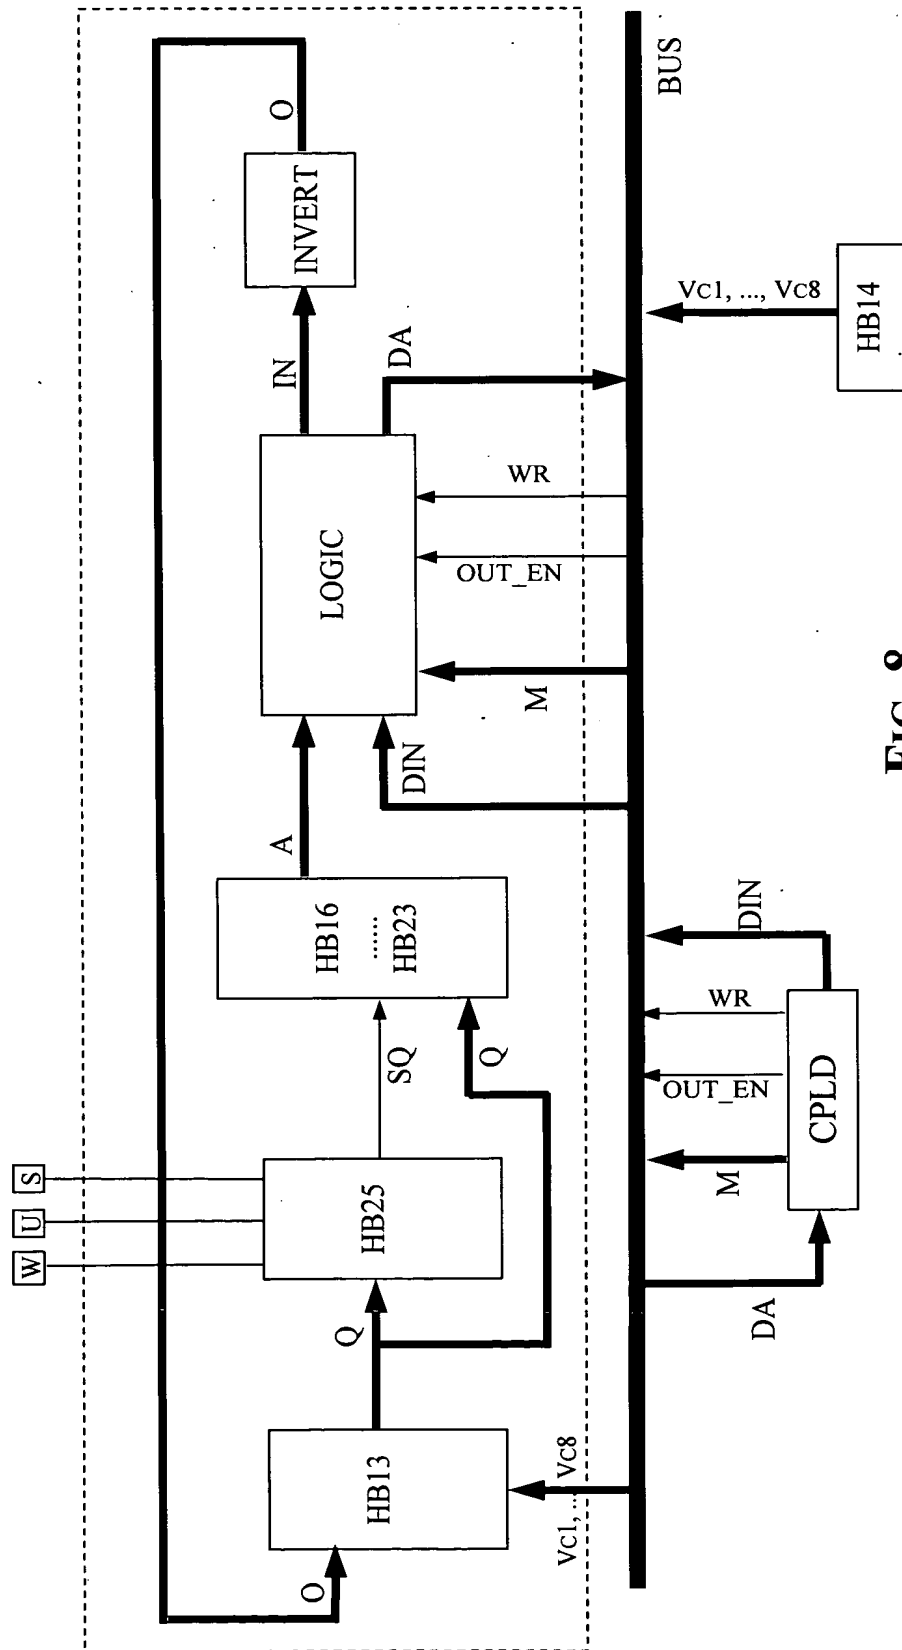 O
INVERT
IN
DA
LOGIC
WR
OUT_EN
M
DIN
A
HB16
......
HB23
SQ
Q
S
U
W
HB25
Q
HB13
O
Vc1, ... Vc8
BUS
Vc1, ..., Vc8
HB14
DIN
WR
OUT_EN
M
CPLD
DA
FIG. 8